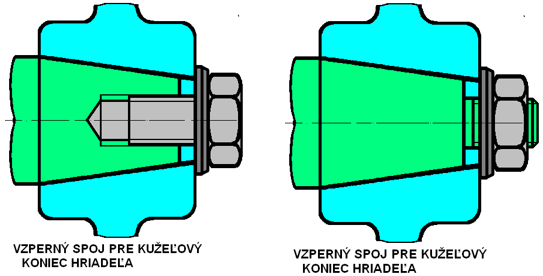 VZPERNÝ SPOJ PRE KUŽEĽOVÝ
KONIEC HRIADEĽA
VZPERNÝ SPOJ PRE KUŽEĽOVÝ
KONIEC HRIADEĽA